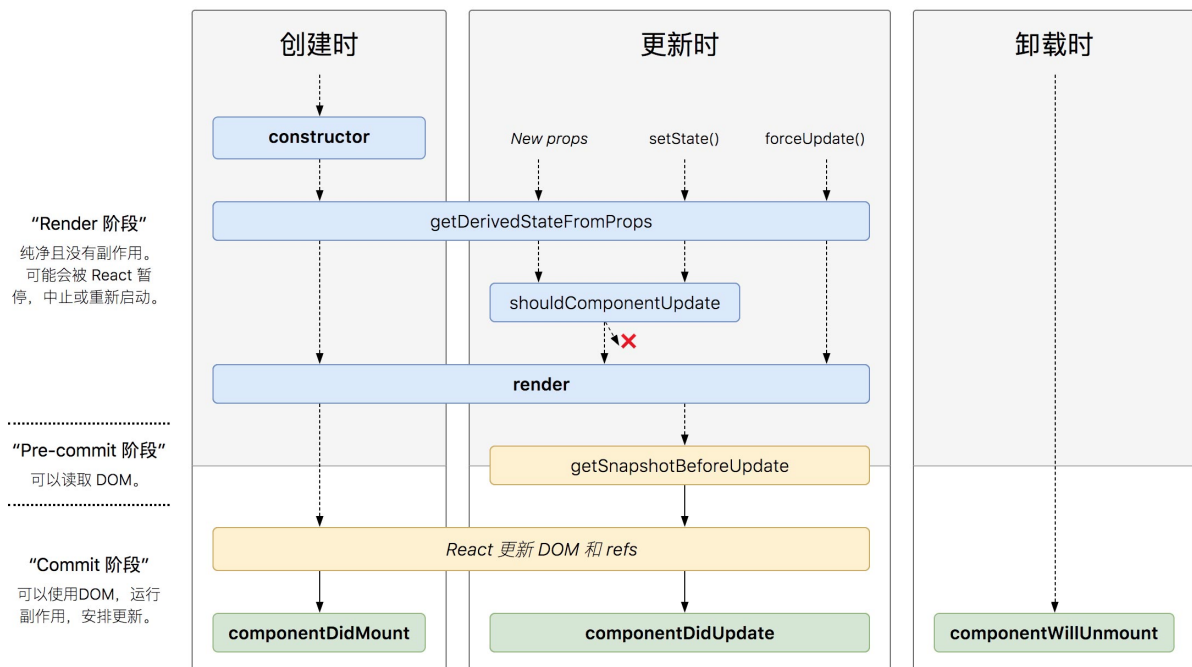 创建时
更新时
卸载时
constructor
New props
setState()
forceUpdate()
getDerivedStateFromProps
“Render 阶段”
纯净且没有副作用。
可能会被 React 暂
停，中止或重新启动。
shouldComponentUpdate
render
“Pre-commit 阶段”
可以读取 DOM。
getSnapshotBeforeUpdate
React 更新 DOM 和 refs
“Commit 阶段”
可以使用DOM，运行
副作用，安排更新。
componentDidMount
componentDidUpdate
componentWillUnmount